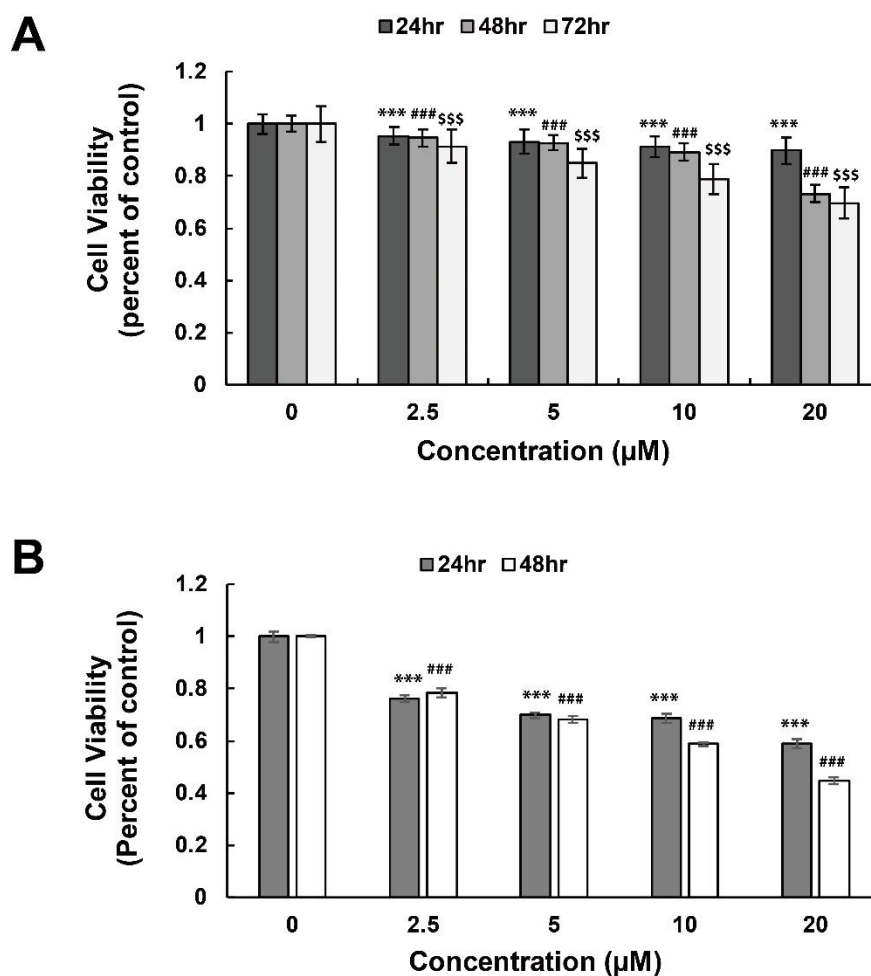 A
24hr 48hr 72hr
Cell Viability
(percent of control)
1.2
1
0.8
0.6
0.4
0.2
0
*** ### $$$
*** ### $$$
*** ### $$$
*** ### $$$
0 2.5 5 10 20
Concentration (µM)
B
24hr 48hr
Cell Viability
(Percent of control)
1.2
1
0.8
0.6
0.4
0.2
0
*** ###
*** ###
*** ###
*** ###
0 2.5 5 10 20
Concentration (µM)